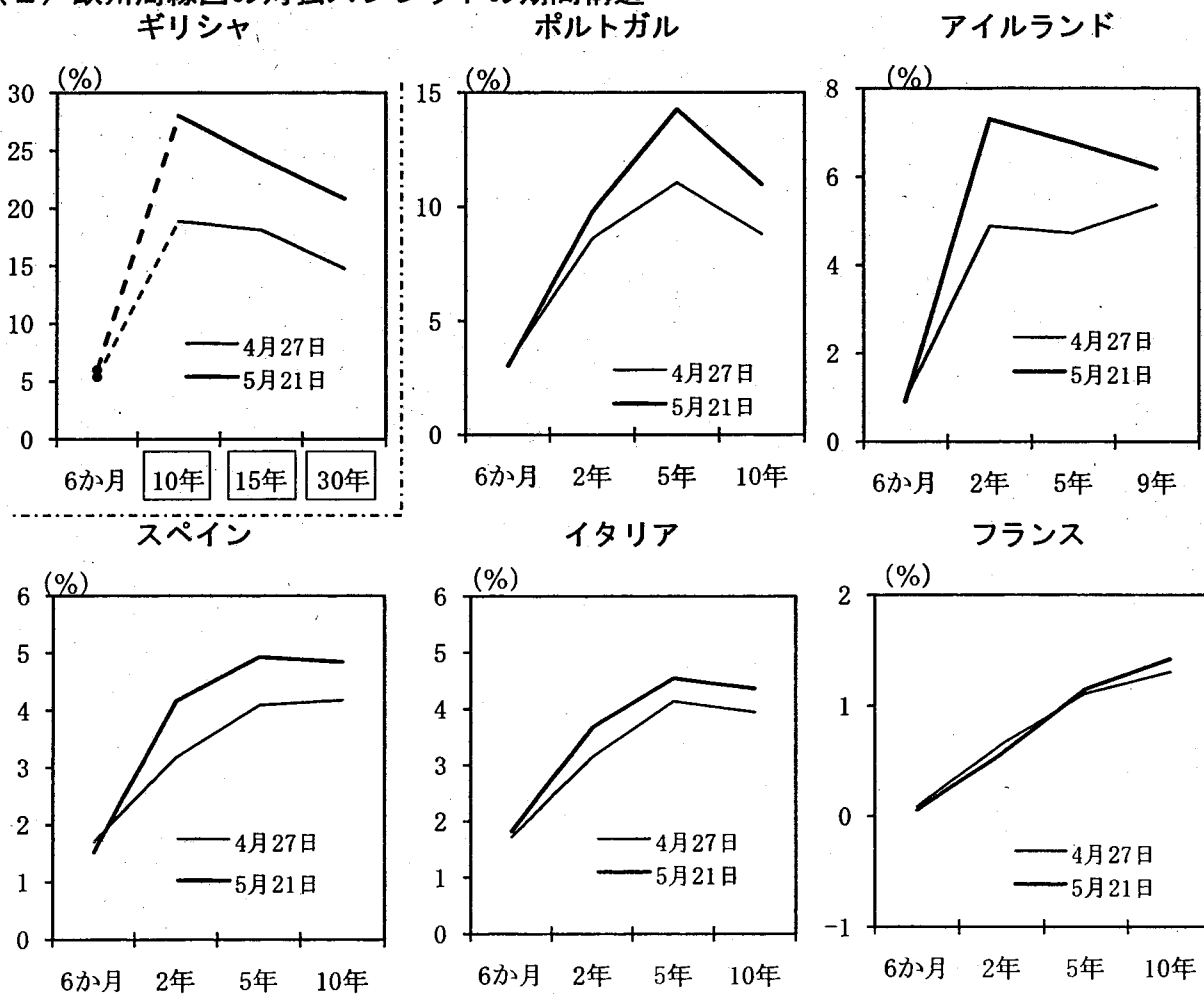 ギリシャ
(%)
30
25
20
15
10
5
0
4月27日
5月21日
6か月 10年 15年 30年
ポルトガル
(%)
15
10
5
0
4月27日
5月21日
6か月 2年 5年 10年
アイルランド
(%)
8
6
4
2
0
4月27日
5月21日
6か月 2年 5年 9年
スペイン
(%)
6
5
4
3
2
1
0
4月27日
5月21日
6か月 2年 5年 10年
イタリア
(%)
6
5
4
3
2
1
0
4月27日
5月21日
6か月 2年 5年 10年
フランス
(%)
2
1
0
-1
4月27日
5月21日
6か月 2年 5年 10年